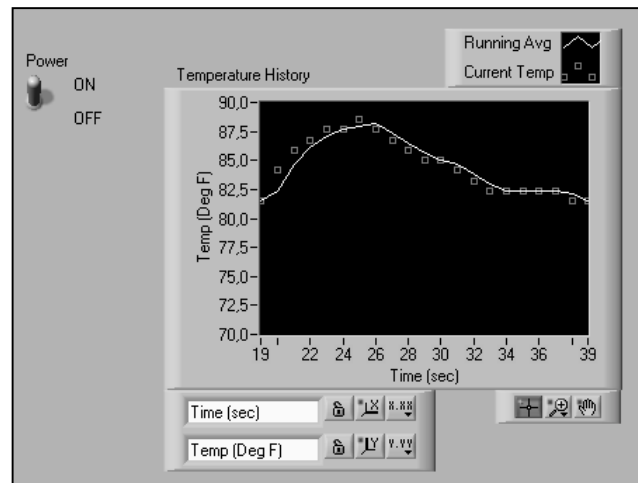 Power
ON
OFF
Temperature History
Running Avg
Current Temp
90,0
87,5
85,0
82,5
80,0
77,5
75,0
72,5
70,0
Temp (Deg F)
19 22 24 26 28 30 32 34 36 39
Time (sec)
Time (sec) X X.XX
Temp (Deg F) Y Y.YY